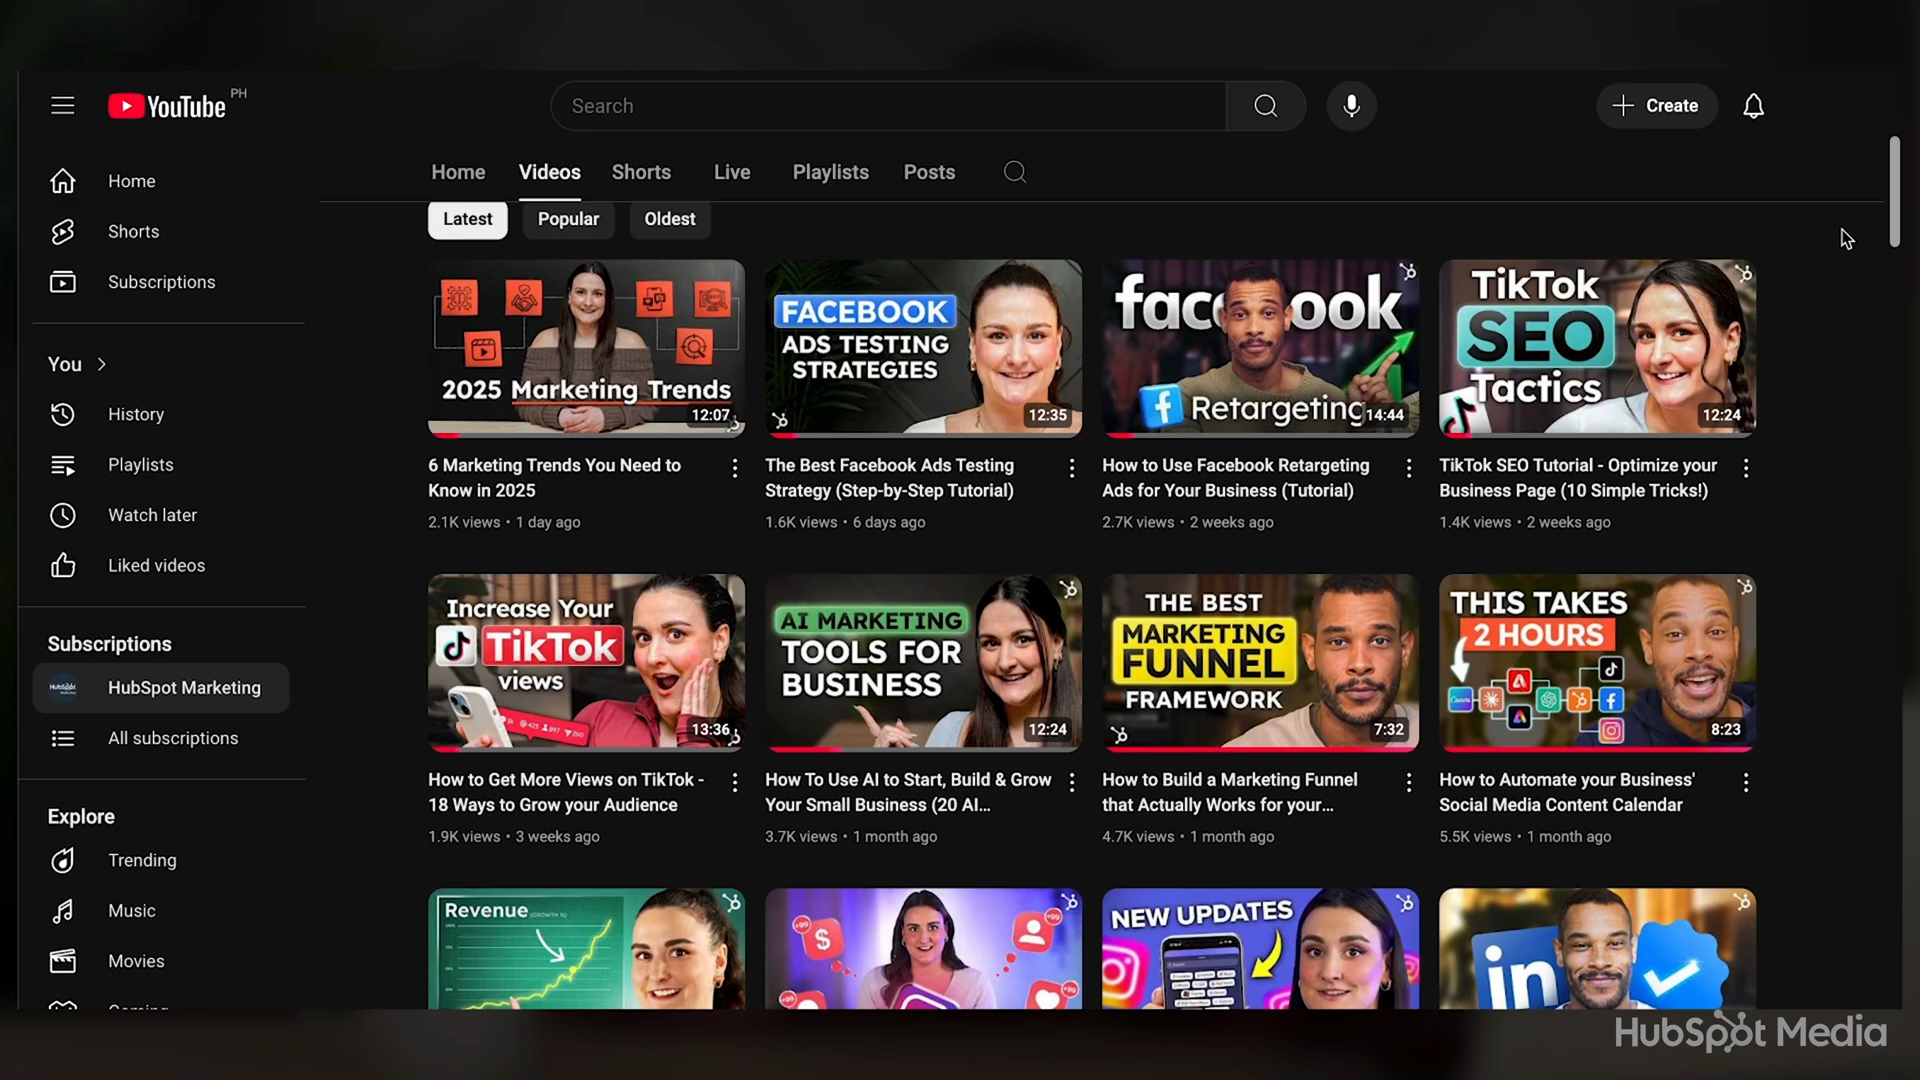 YouTube PH
Search
Create
Home
Shorts
Subscriptions
You
History
Playlists
Watch later
Liked videos
Subscriptions
HubSpot Marketing
All subscriptions
Explore
Trending
Music
Movies
Home Videos Shorts Live Playlists Posts
Latest Popular Oldest
2025 Marketing Trends
12:07
6 Marketing Trends You Need to
Know in 2025
2.1K views • 1 day ago
FACEBOOK
ADS TESTING
STRATEGIES
12:35
The Best Facebook Ads Testing
Strategy (Step-by-Step Tutorial)
1.6K views • 6 days ago
Retargeting
14:44
How to Use Facebook Retargeting
Ads for Your Business (Tutorial)
2.7K views • 2 weeks ago
TikTok
SEO
Tactics
12:24
TikTok SEO Tutorial - Optimize your
Business Page (10 Simple Tricks!)
1.4K views • 2 weeks ago
Increase Your
TikTok
views
13:36
How to Get More Views on TikTok -
18 Ways to Grow your Audience
1.9K views • 3 weeks ago
AI MARKETING
TOOLS FOR
BUSINESS
12:24
How To Use AI to Start, Build & Grow
Your Small Business (20 AI...
3.7K views • 1 month ago
THE BEST
MARKETING
FUNNEL
FRAMEWORK
7:32
How to Build a Marketing Funnel
that Actually Works for your...
4.7K views • 1 month ago
THIS TAKES
2 HOURS
8:23
How to Automate your Business'
Social Media Content Calendar
5.5K views • 1 month ago
Revenue (GROWTH %)
+99
$
+99
NEW UPDATES
in
HubSpot Media